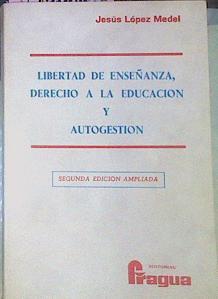 Jesús López Medel
LIBERTAD DE ENSEÑANZA,
DERECHO A LA EDUCACION
Y
AUTOGESTION
SEGUNDA EDICION AMPLIADA
EDITORIAL
fragua